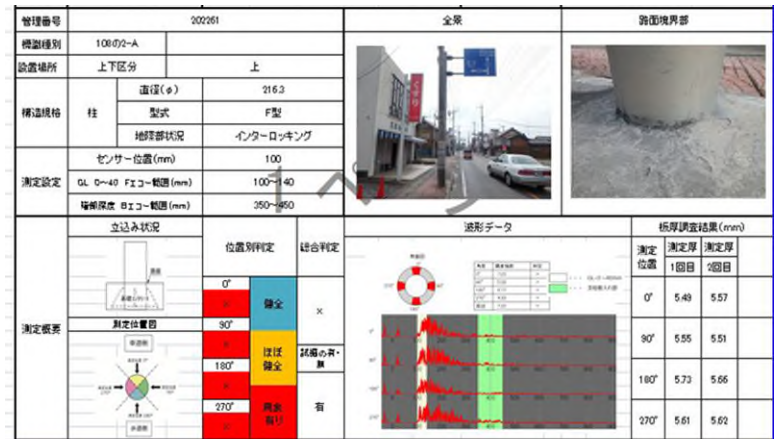 管理番号 202261 全景 路面境界部
標識種別 108の2-A
設置場所 上下区分 上
構造規格 柱 直径(φ) 216.3
型式 F型
地際部状況 インターロッキング
測定設定 センサー位置(mm) 100
GL 0~40 Fエコー範囲(mm) 100~140
路部深度 Bエコー範囲(mm) 350~450
測定概要 立込み状況 位置別判定 総合判定 波形データ 板厚調査結果(mm)
測定位置 測定厚 1回目 測定厚 2回目
0° × 健全 ×
測定位置図
90° × ほぼ健全
試掘の有・無
180° ×
270° × 異常有り 有
0° 5.49 5.57
90° 5.55 5.51
180° 5.73 5.66
270° 5.61 5.62
くすり
1 ペ